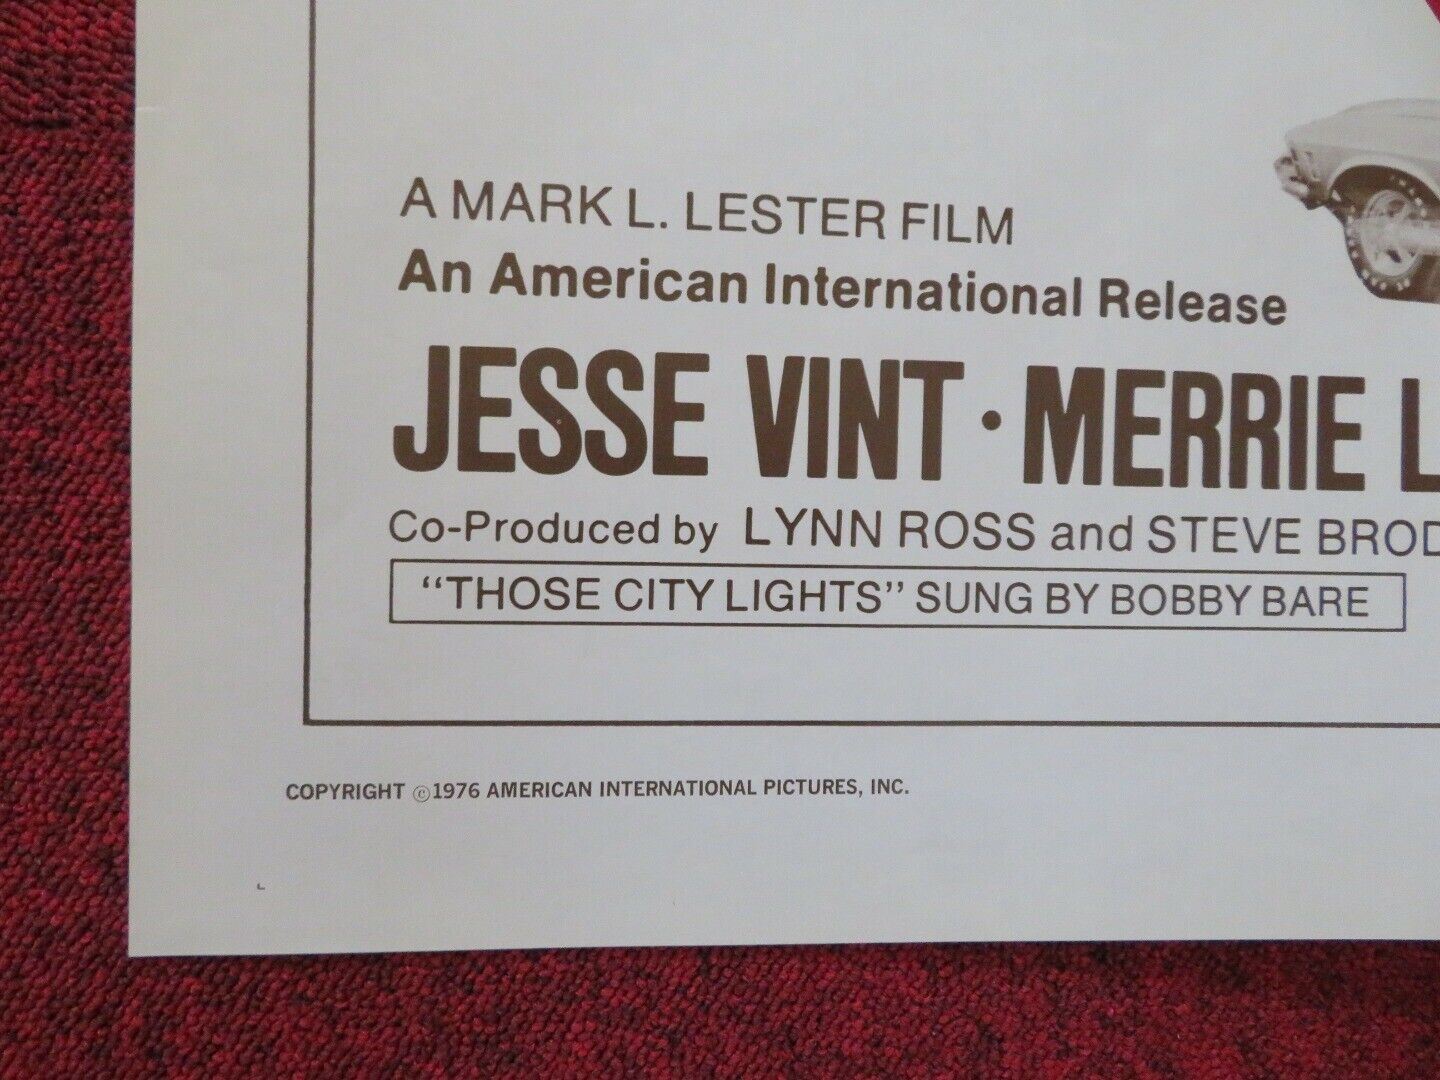 A MARK L. LESTER FILM
An American International Release
JESSE VINT · MERRIE L
Co-Produced by LYNN ROSS and STEVE BROD
"THOSE CITY LIGHTS" SUNG BY BOBBY BARE
COPYRIGHT ©1976 AMERICAN INTERNATIONAL PICTURES, INC.